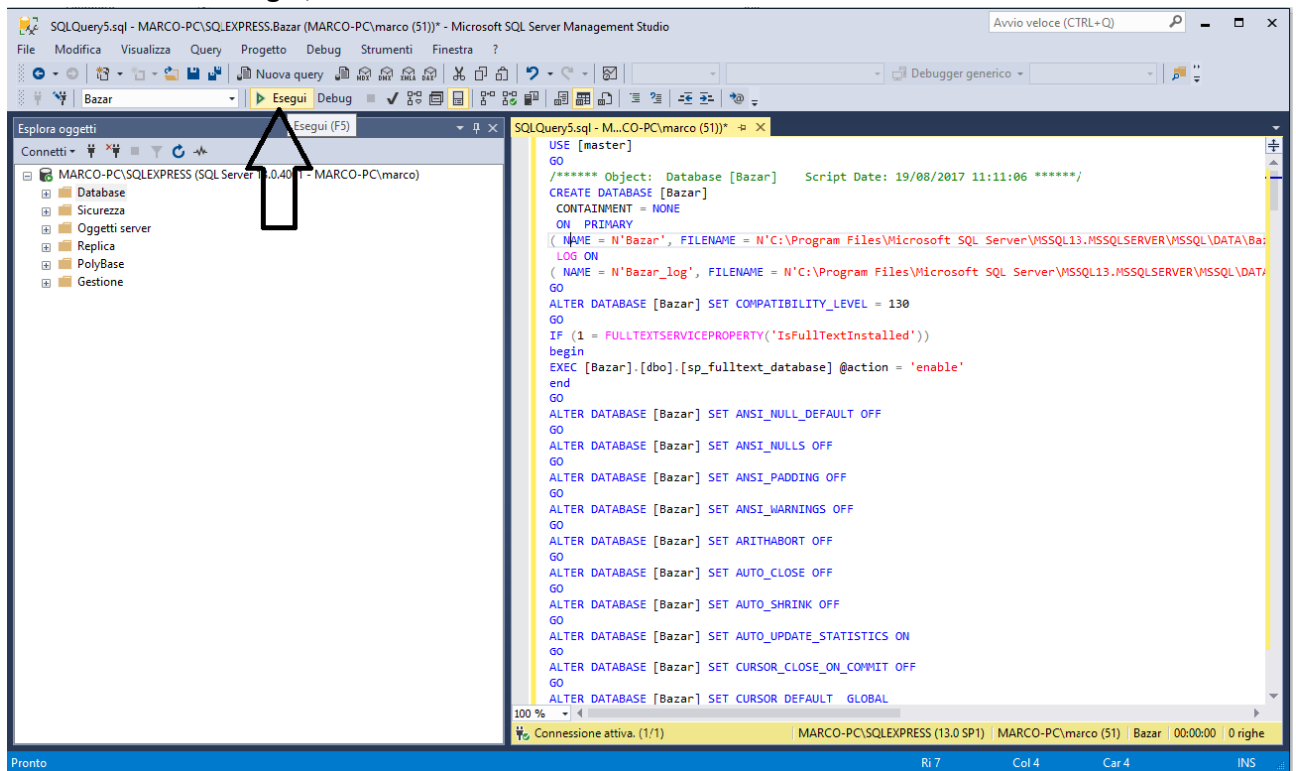 SQLQuery5.sql - MARCO-PC\SQLEXPRESS.Bazar (MARCO-PC\marco (51))* - Microsoft SQL Server Management Studio
Avvio veloce (CTRL+Q)
File Modifica Visualizza Query Progetto Debug Strumenti Finestra ?
Nuova query MDX DMX XMLA DAX Debugger generico
Bazar Esegui Debug
Esplora oggetti
Esegui (F5)
SQLQuery5.sql - M...CO-PC\marco (51))*
Connetti
MARCO-PC\SQLEXPRESS (SQL Server - MARCO-PC\marco)
Database
Sicurezza
Oggetti server
Replica
PolyBase
Gestione
USE [master]
GO
/****** Object: Database [Bazar] Script Date: 19/08/2017 11:11:06 ******/
CREATE DATABASE [Bazar]
CONTAINMENT = NONE
ON PRIMARY
( NAME = N'Bazar', FILENAME = N'C:\Program Files\Microsoft SQL Server\MSSQL13.MSSQLSERVER\MSSQL\DATA\Ba
LOG ON
( NAME = N'Bazar_log', FILENAME = N'C:\Program Files\Microsoft SQL Server\MSSQL13.MSSQLSERVER\MSSQL\DATA
GO
ALTER DATABASE [Bazar] SET COMPATIBILITY_LEVEL = 130
GO
IF (1 = FULLTEXTSERVICEPROPERTY('IsFullTextInstalled'))
begin
EXEC [Bazar].[dbo].[sp_fulltext_database] @action = 'enable'
end
GO
ALTER DATABASE [Bazar] SET ANSI_NULL_DEFAULT OFF
GO
ALTER DATABASE [Bazar] SET ANSI_NULLS OFF
GO
ALTER DATABASE [Bazar] SET ANSI_PADDING OFF
GO
ALTER DATABASE [Bazar] SET ANSI_WARNINGS OFF
GO
ALTER DATABASE [Bazar] SET ARITHABORT OFF
GO
ALTER DATABASE [Bazar] SET AUTO_CLOSE OFF
GO
ALTER DATABASE [Bazar] SET AUTO_SHRINK OFF
GO
ALTER DATABASE [Bazar] SET AUTO_UPDATE_STATISTICS ON
GO
ALTER DATABASE [Bazar] SET CURSOR_CLOSE_ON_COMMIT OFF
GO
ALTER DATABASE [Bazar] SET CURSOR_DEFAULT GLOBAL
100 %
Connessione attiva. (1/1) MARCO-PC\SQLEXPRESS (13.0 SP1) MARCO-PC\marco (51) Bazar 00:00:00 0 righe
Pronto Ri 7 Col 4 Car 4 INS